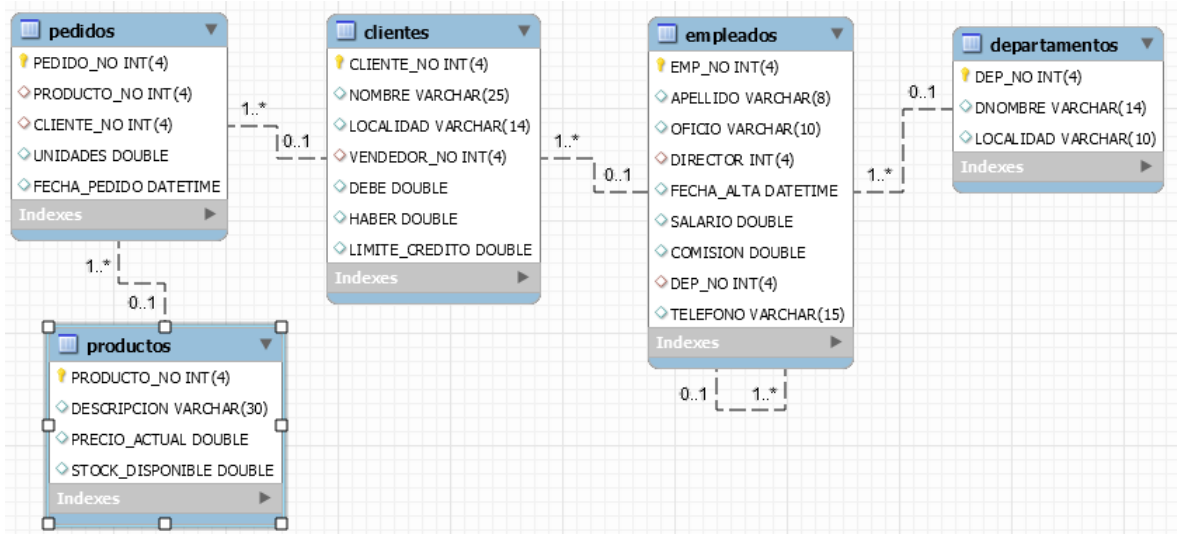 pedidos
PEDIDO_NO INT(4)
PRODUCTO_NO INT(4)
CLIENTE_NO INT(4)
UNIDADES DOUBLE
FECHA_PEDIDO DATETIME
Indexes
1..*
0..1
clientes
CLIENTE_NO INT(4)
NOMBRE VARCHAR(25)
LOCALIDAD VARCHAR(14)
VENDEDOR_NO INT(4)
DEBE DOUBLE
HABER DOUBLE
LIMITE_CREDITO DOUBLE
Indexes
1..*
0..1
empleados
EMP_NO INT(4)
APELLIDO VARCHAR(8)
OFICIO VARCHAR(10)
DIRECTOR INT(4)
FECHA_ALTA DATETIME
SALARIO DOUBLE
COMISION DOUBLE
DEP_NO INT(4)
TELEFONO VARCHAR(15)
Indexes
0..1
1..*
0..1
1..*
departamentos
DEP_NO INT(4)
DNOMBRE VARCHAR(14)
LOCALIDAD VARCHAR(10)
Indexes
1..*
0..1
productos
PRODUCTO_NO INT(4)
DESCRIPCION VARCHAR(30)
PRECIO_ACTUAL DOUBLE
STOCK_DISPONIBLE DOUBLE
Indexes